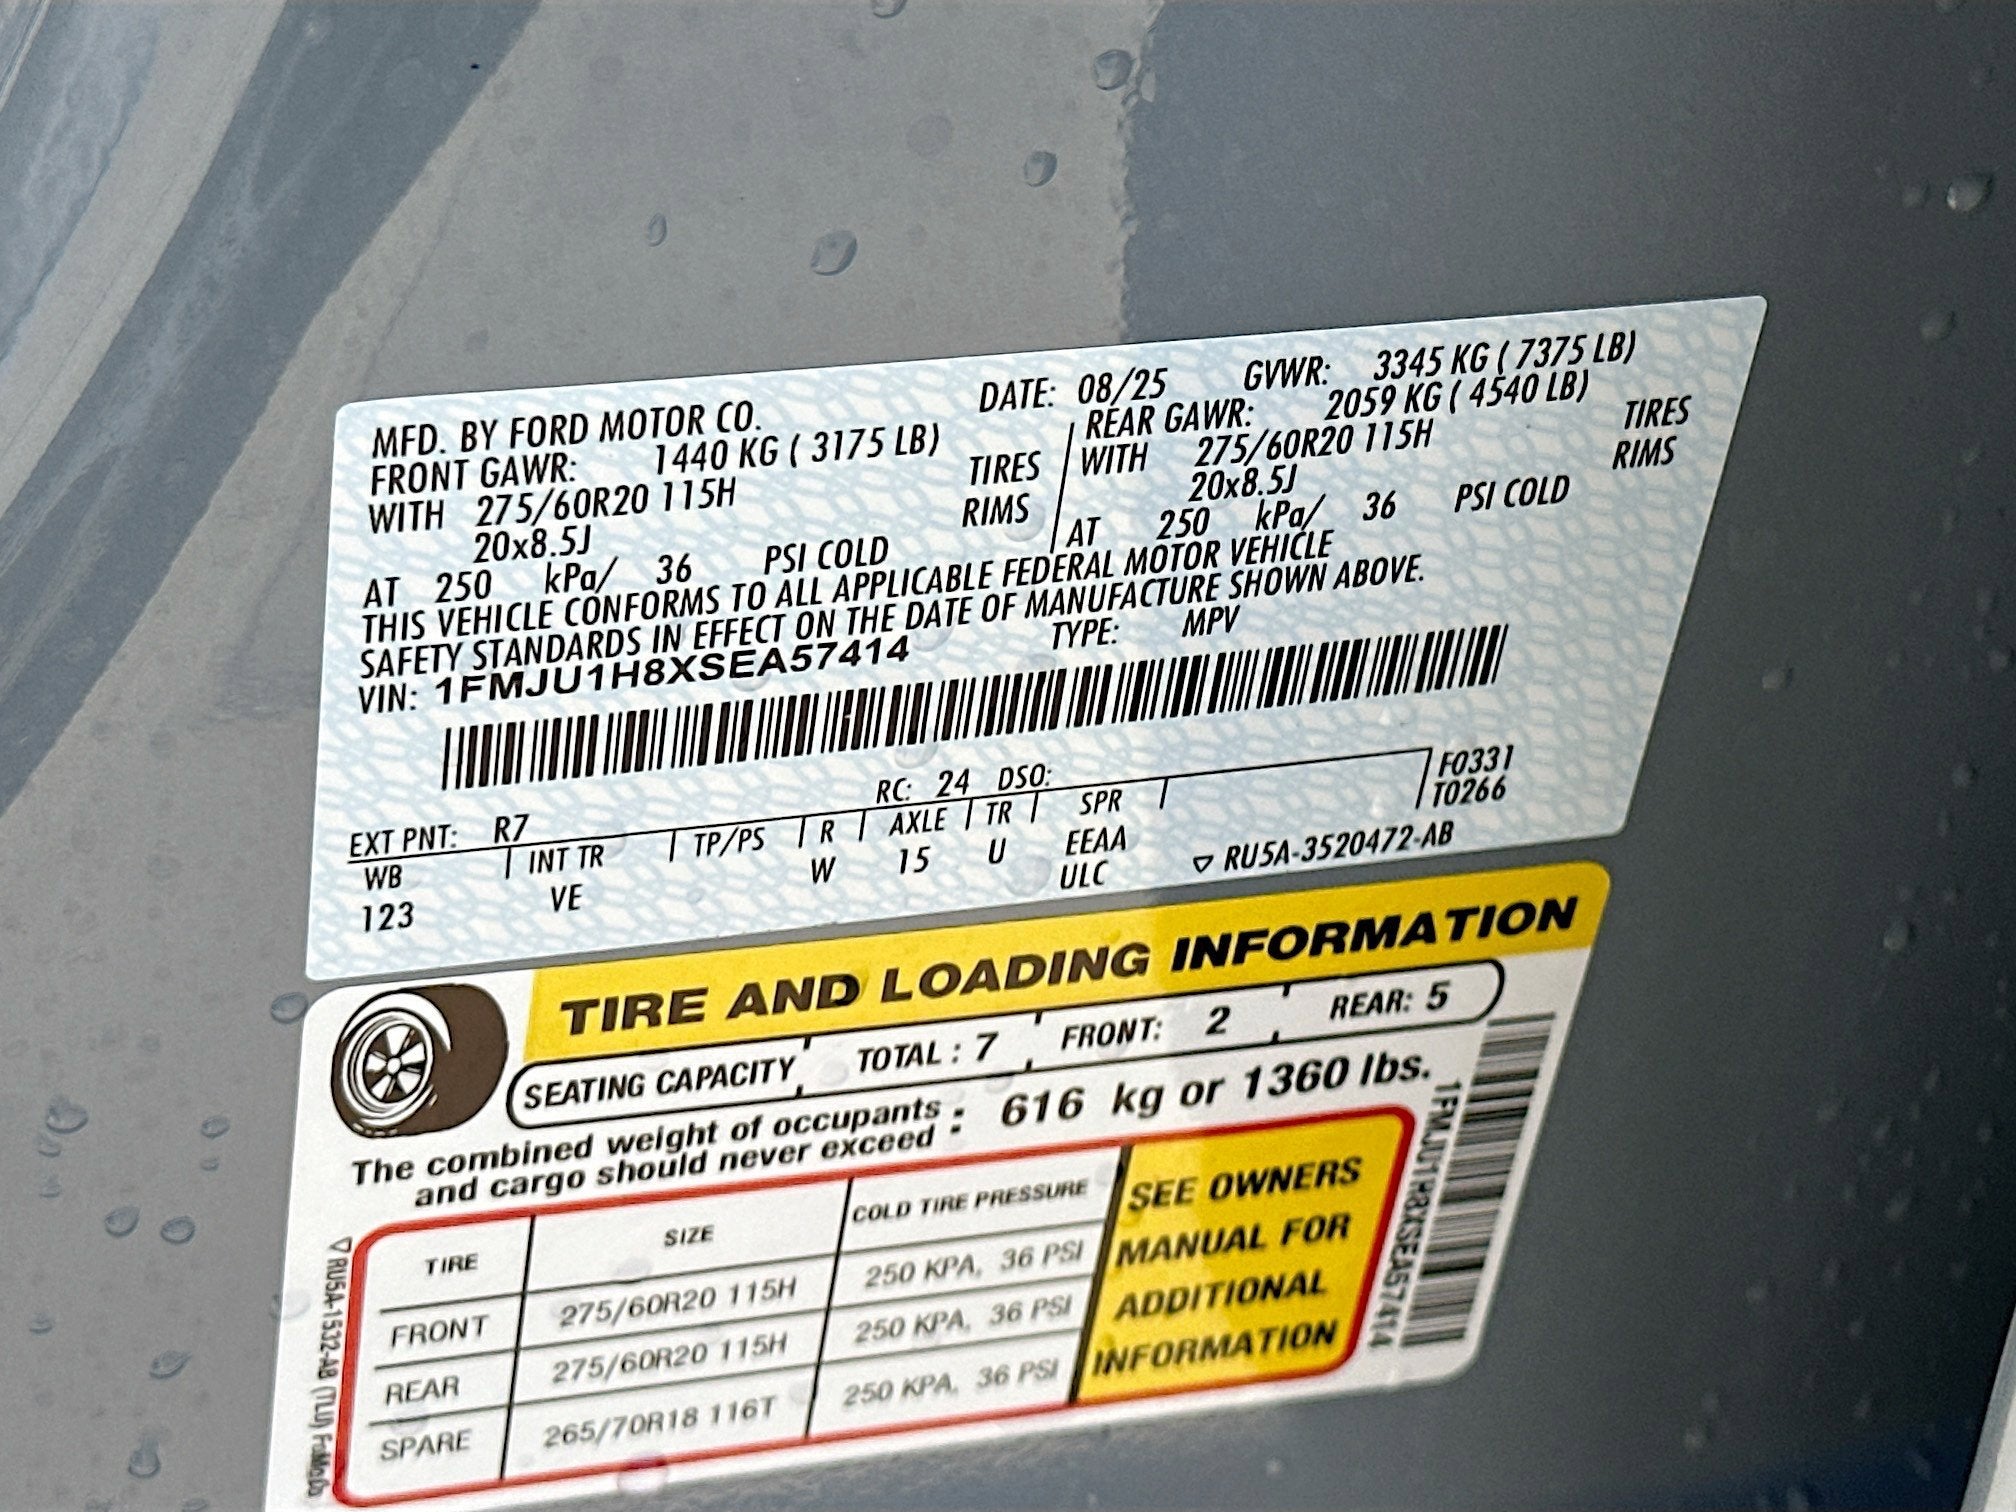 MFD. BY FORD MOTOR CO. DATE: 08/25 GVWR: 3345 KG ( 7375 LB)
FRONT GAWR: 1440 KG ( 3175 LB) REAR GAWR: 2059 KG ( 4540 LB)
WITH 275/60R20 115H TIRES WITH 275/60R20 115H TIRES
20x8.5J RIMS 20x8.5J RIMS
AT 250 kPa/ 36 PSI COLD AT 250 kPa/ 36 PSI COLD
THIS VEHICLE CONFORMS TO ALL APPLICABLE FEDERAL MOTOR VEHICLE
SAFETY STANDARDS IN EFFECT ON THE DATE OF MANUFACTURE SHOWN ABOVE.
VIN: 1FMJU1H8XSEA57414 TYPE: MPV
F0331
T0266
EXT PNT: R7 RC: 24 DSO:
WB INT TR TP/PS R AXLE TR SPR
123 VE W 15 U EEAA
ULC ▽ RU5A-3520472-AB
TIRE AND LOADING INFORMATION
SEATING CAPACITY TOTAL : 7 FRONT: 2 REAR: 5
The combined weight of occupants
and cargo should never exceed : 616 kg or 1360 lbs.
TIRE SIZE COLD TIRE PRESSURE
FRONT 275/60R20 115H 250 KPA, 36 PSI
REAR 275/60R20 115H 250 KPA, 36 PSI
SPARE 265/70R18 116T 250 KPA, 36 PSI
SEE OWNERS
MANUAL FOR
ADDITIONAL
INFORMATION
1FMJU1H8XSEA57414
▽RU5A-1532-AB (TLU) FoMoCo